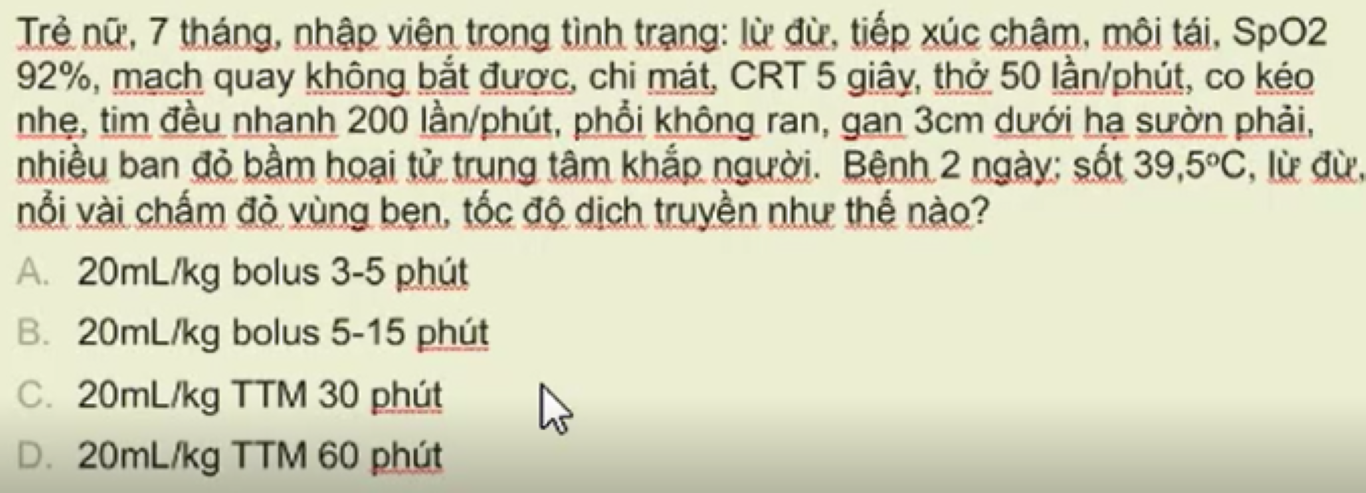 Trẻ nữ, 7 tháng, nhập viện trong tình trạng: lừ đừ, tiếp xúc chậm, môi tái, SpO2
92%, mạch quay không bắt được, chi mát, CRT 5 giây, thở 50 lần/phút, co kéo
nhẹ, tim đều nhanh 200 lần/phút, phổi không ran, gan 3cm dưới hạ sườn phải,
nhiều ban đỏ bầm hoại tử trung tâm khắp người. Bệnh 2 ngày: sốt 39,5ºC, lừ đừ,
nổi vài chấm đỏ vùng bẹn, tốc độ dịch truyền như thế nào?
A. 20mL/kg bolus 3-5 phút
B. 20mL/kg bolus 5-15 phút
C. 20mL/kg TTM 30 phút
D. 20mL/kg TTM 60 phút